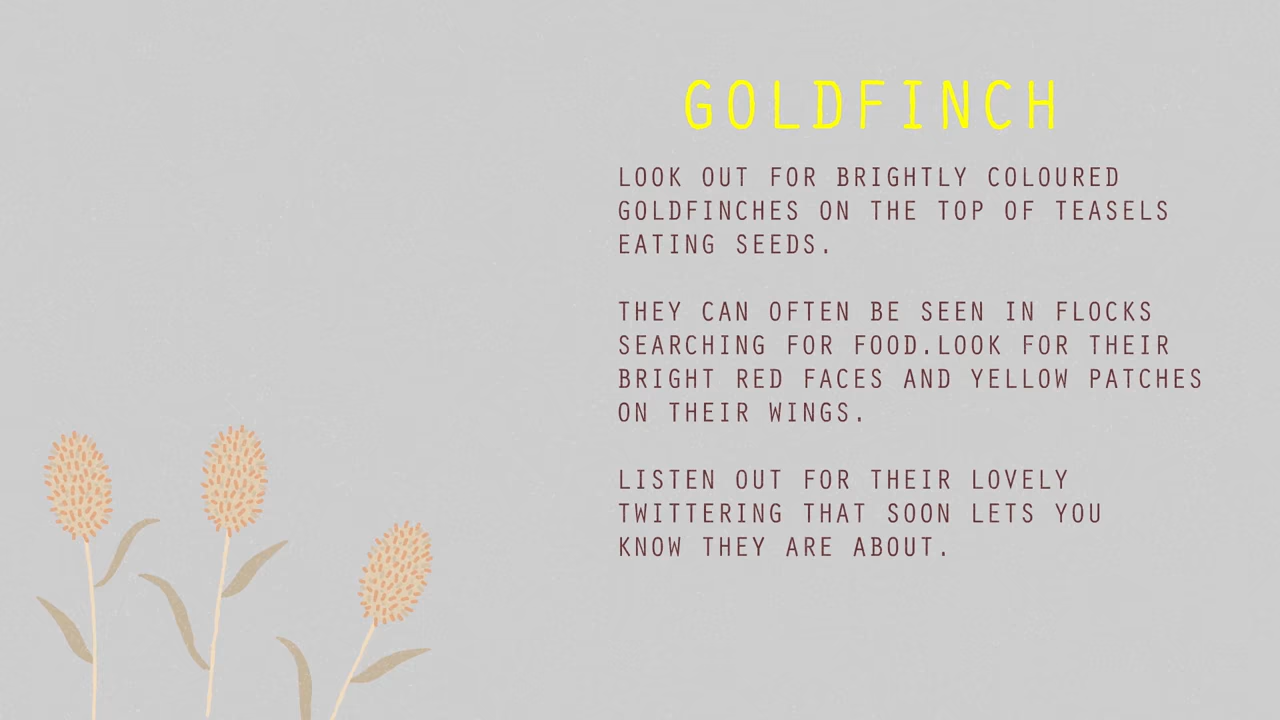 GOLDFINCH
LOOK OUT FOR BRIGHTLY COLOURED
GOLDFINCHES ON THE TOP OF TEASELS
EATING SEEDS.
THEY CAN OFTEN BE SEEN IN FLOCKS
SEARCHING FOR FOOD.LOOK FOR THEIR
BRIGHT RED FACES AND YELLOW PATCHES
ON THEIR WINGS.
LISTEN OUT FOR THEIR LOVELY
TWITTERING THAT SOON LETS YOU
KNOW THEY ARE ABOUT.